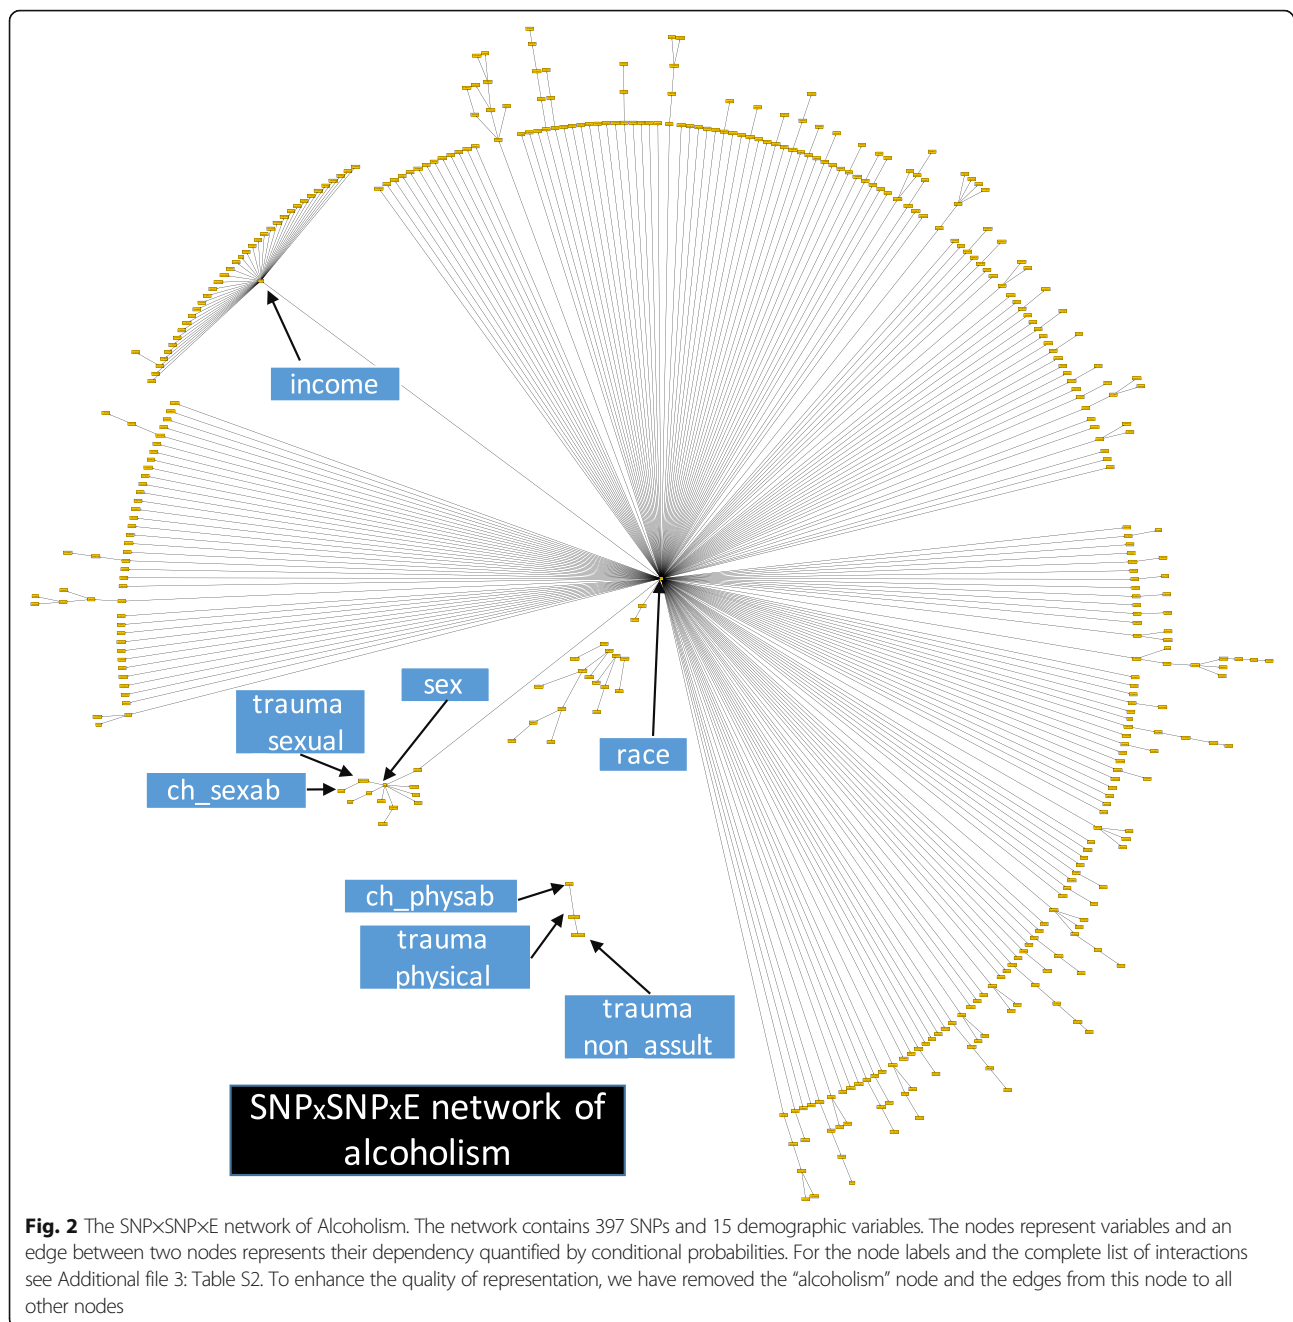 income
sex
trauma
sexual
ch_sexab
race
ch_physab
trauma
physical
trauma
non_assult
SNPxSNPxE network of
alcoholism
Fig. 2 The SNP×SNP×E network of Alcoholism. The network contains 397 SNPs and 15 demographic variables. The nodes represent variables and an
edge between two nodes represents their dependency quantified by conditional probabilities. For the node labels and the complete list of interactions
see Additional file 3: Table S2. To enhance the quality of representation, we have removed the “alcoholism” node and the edges from this node to all
other nodes